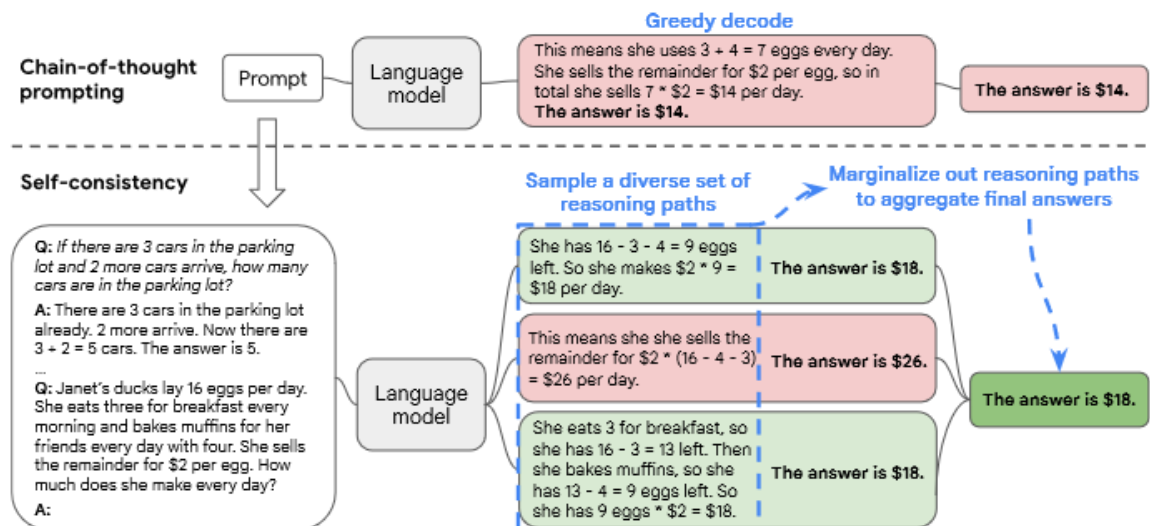 Greedy decode
Chain-of-thought
prompting
Prompt
Language
model
This means she uses 3 + 4 = 7 eggs every day.
She sells the remainder for $2 per egg, so in
total she sells 7 * $2 = $14 per day.
The answer is $14.
The answer is $14.
Self-consistency
Sample a diverse set of
reasoning paths
Marginalize out reasoning paths
to aggregate final answers
Q: If there are 3 cars in the parking
lot and 2 more cars arrive, how many
cars are in the parking lot?
A: There are 3 cars in the parking lot
already. 2 more arrive. Now there are
3 + 2 = 5 cars. The answer is 5.
....
Q: Janet's ducks lay 16 eggs per day.
She eats three for breakfast every
morning and bakes muffins for her
friends every day with four. She sells
the remainder for $2 per egg. How
much does she make every day?
A:
Language
model
She has 16 - 3 - 4 = 9 eggs
left. So she makes $2 * 9 =
$18 per day.
The answer is $18.
This means she she sells the
remainder for $2 * (16 - 4 - 3)
= $26 per day.
The answer is $26.
She eats 3 for breakfast, so
she has 16 - 3 = 13 left. Then
she bakes muffins, so she
has 13 - 4 = 9 eggs left. So
she has 9 eggs * $2 = $18.
The answer is $18.
The answer is $18.